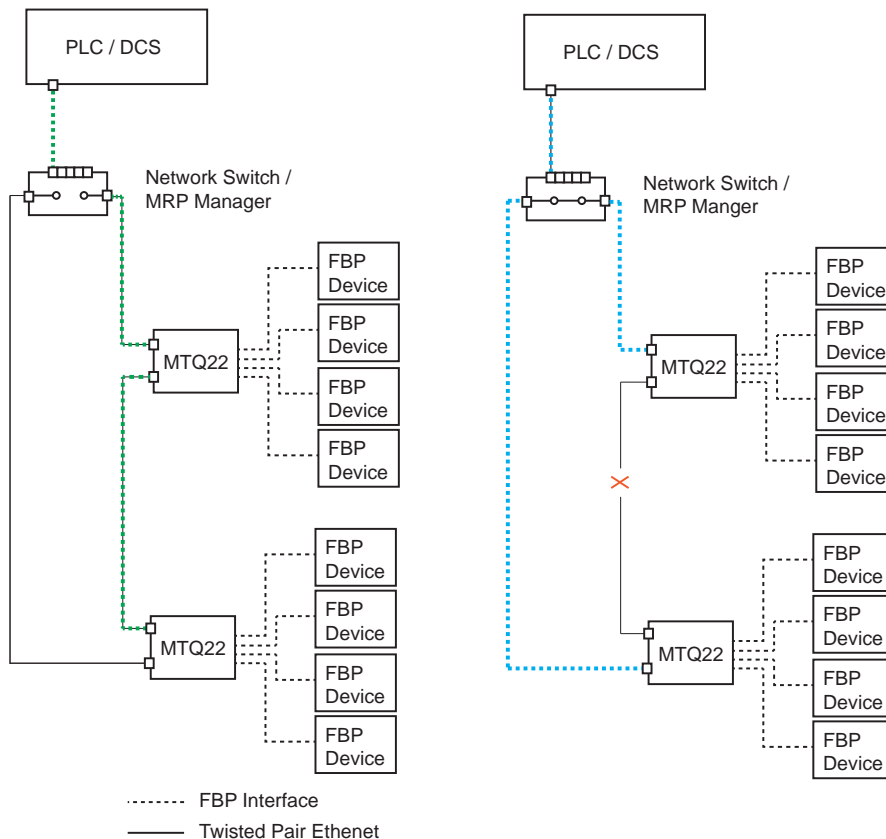 PLC / DCS
Network Switch /
MRP Manager
FBP
Device
FBP
Device
MTQ22
FBP
Device
FBP
Device
FBP
Device
FBP
Device
MTQ22
FBP
Device
FBP
Device
PLC / DCS
Network Switch /
MRP Manger
FBP
Device
FBP
Device
MTQ22
FBP
Device
FBP
Device
FBP
Device
FBP
Device
MTQ22
FBP
Device
FBP
Device
FBP Interface
Twisted Pair Ethenet